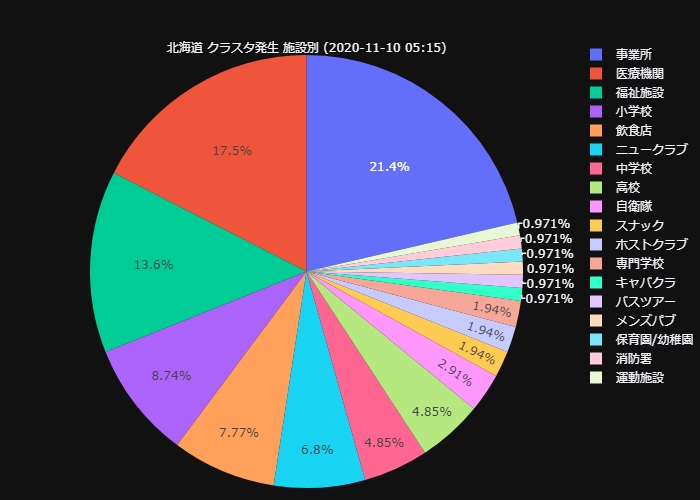 北海道 クラスタ発生 施設別 (2020-11-10 05:15)
21.4%
17.5%
13.6%
8.74%
7.77%
6.8%
4.85%
4.85%
2.91%
1.94%
1.94%
1.94%
0.971%
0.971%
0.971%
0.971%
0.971%
0.971%
事業所
医療機関
福祉施設
小学校
飲食店
ニュークラブ
中学校
高校
自衛隊
スナック
ホストクラブ
専門学校
キャバクラ
バスツアー
メンズパブ
保育園/幼稚園
消防署
運動施設